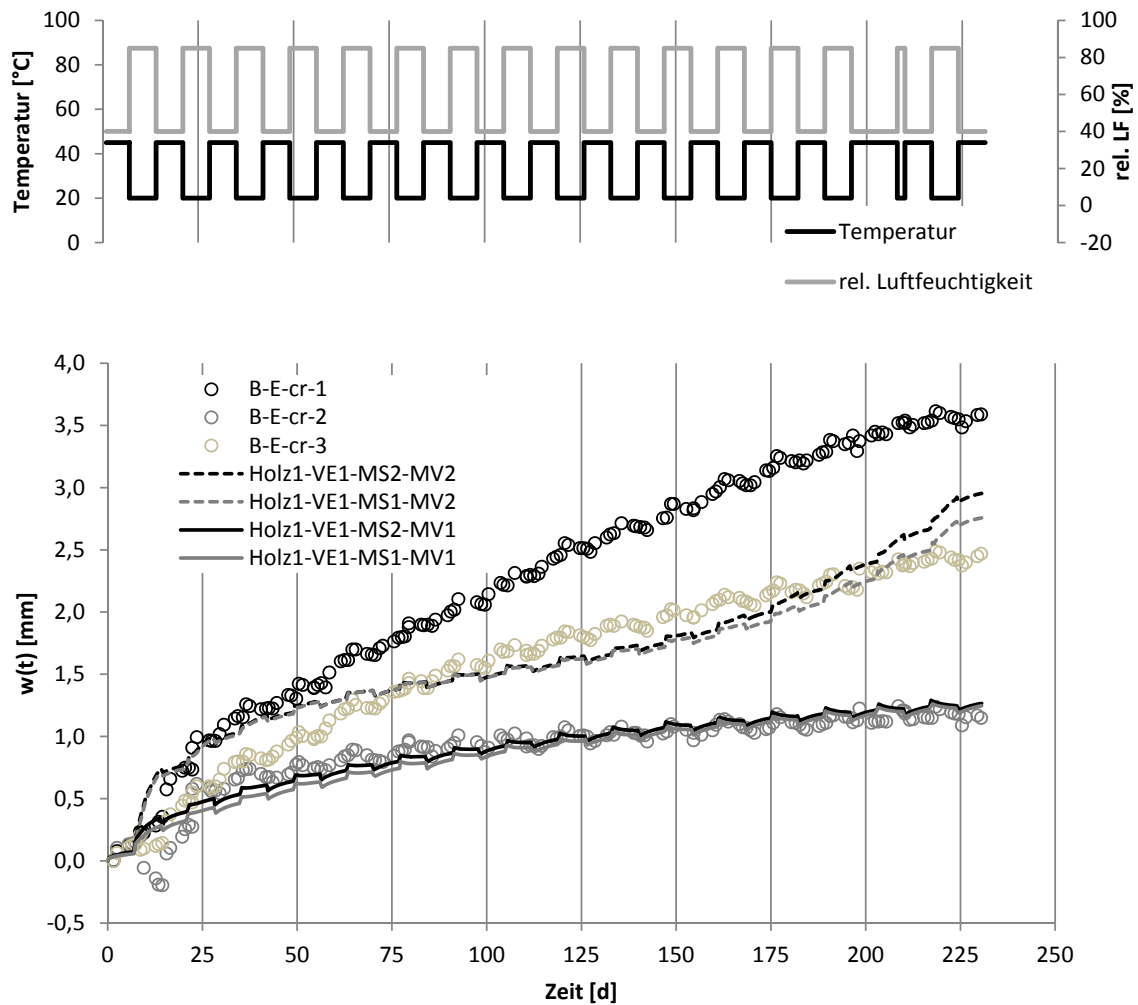 Temperatur [°C]
100
80
60
40
20
0
100
80
60
40
20
0
-20
rel. LF [%]
Temperatur
rel. Luftfeuchtigkeit
w(t) [mm]
4,0
3,5
3,0
2,5
2,0
1,5
1,0
0,5
0,0
-0,5
B-E-cr-1
B-E-cr-2
B-E-cr-3
Holz1-VE1-MS2-MV2
Holz1-VE1-MS1-MV2
Holz1-VE1-MS2-MV1
Holz1-VE1-MS1-MV1
0 25 50 75 100 125 150 175 200 225 250
Zeit [d]